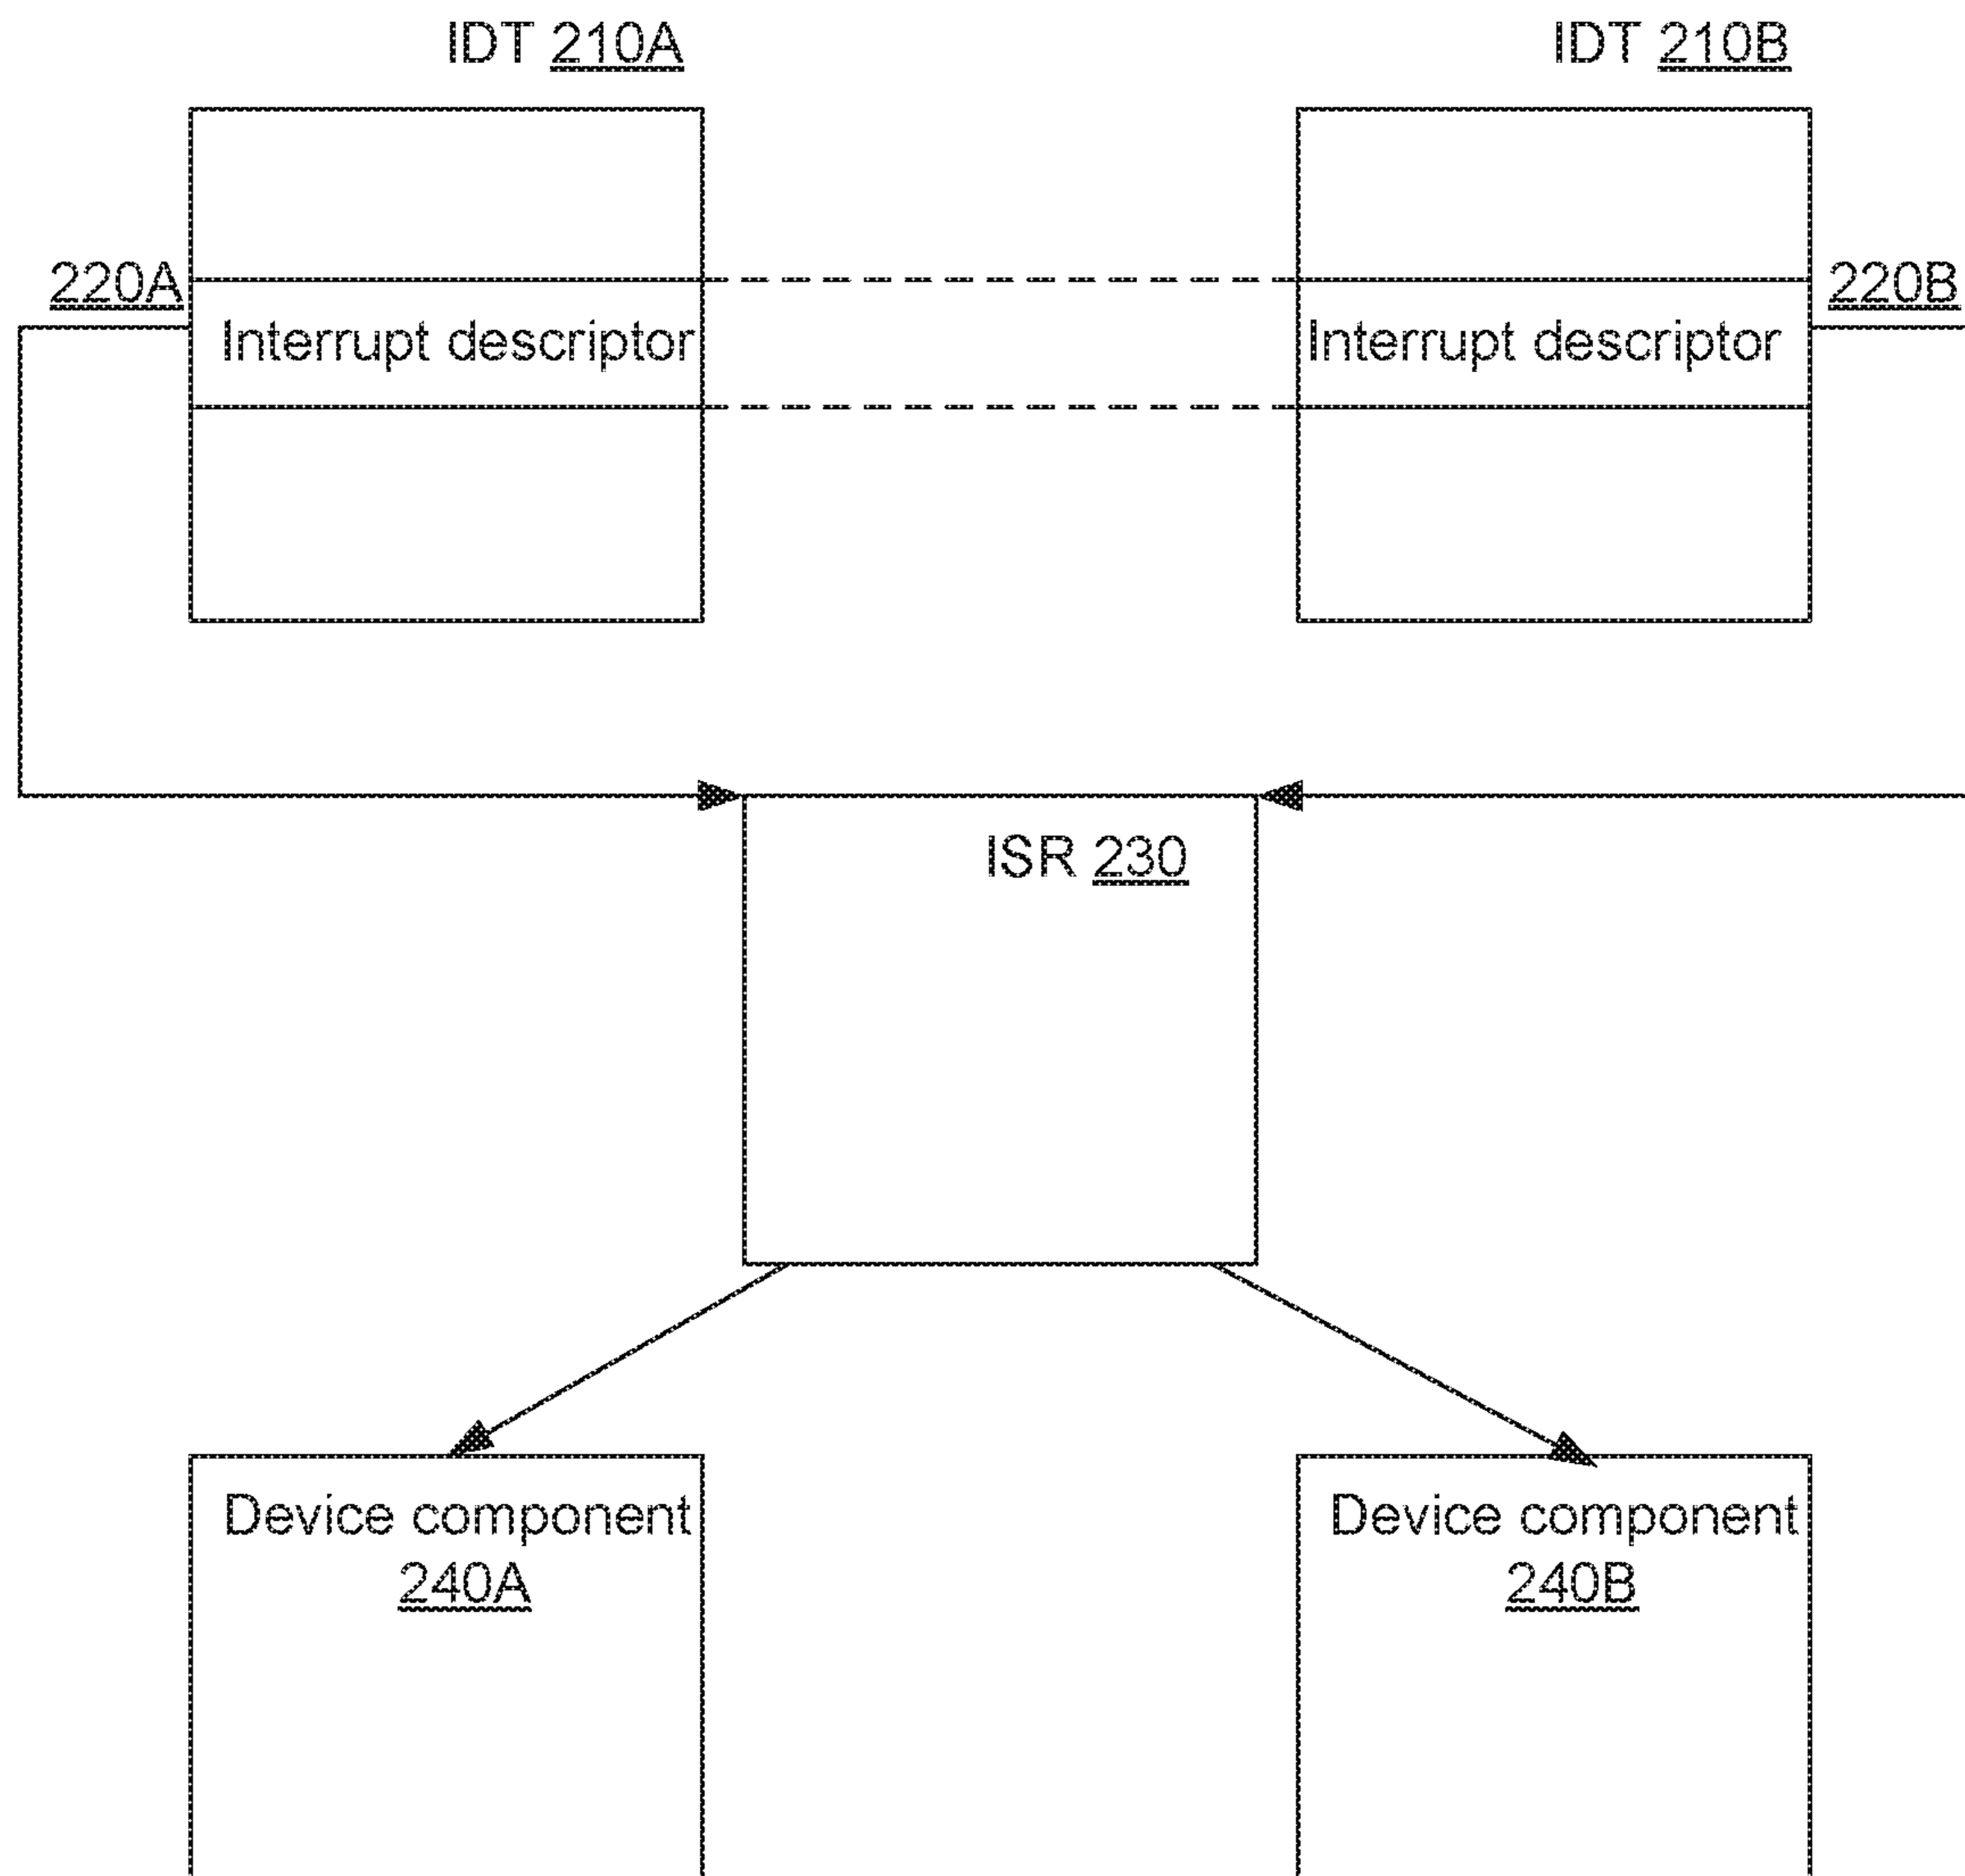 IDT 210A
IDT 210B
220A
220B
Interrupt descriptor
Interrupt descriptor
ISR 230
Device component
240A
Device component
240B